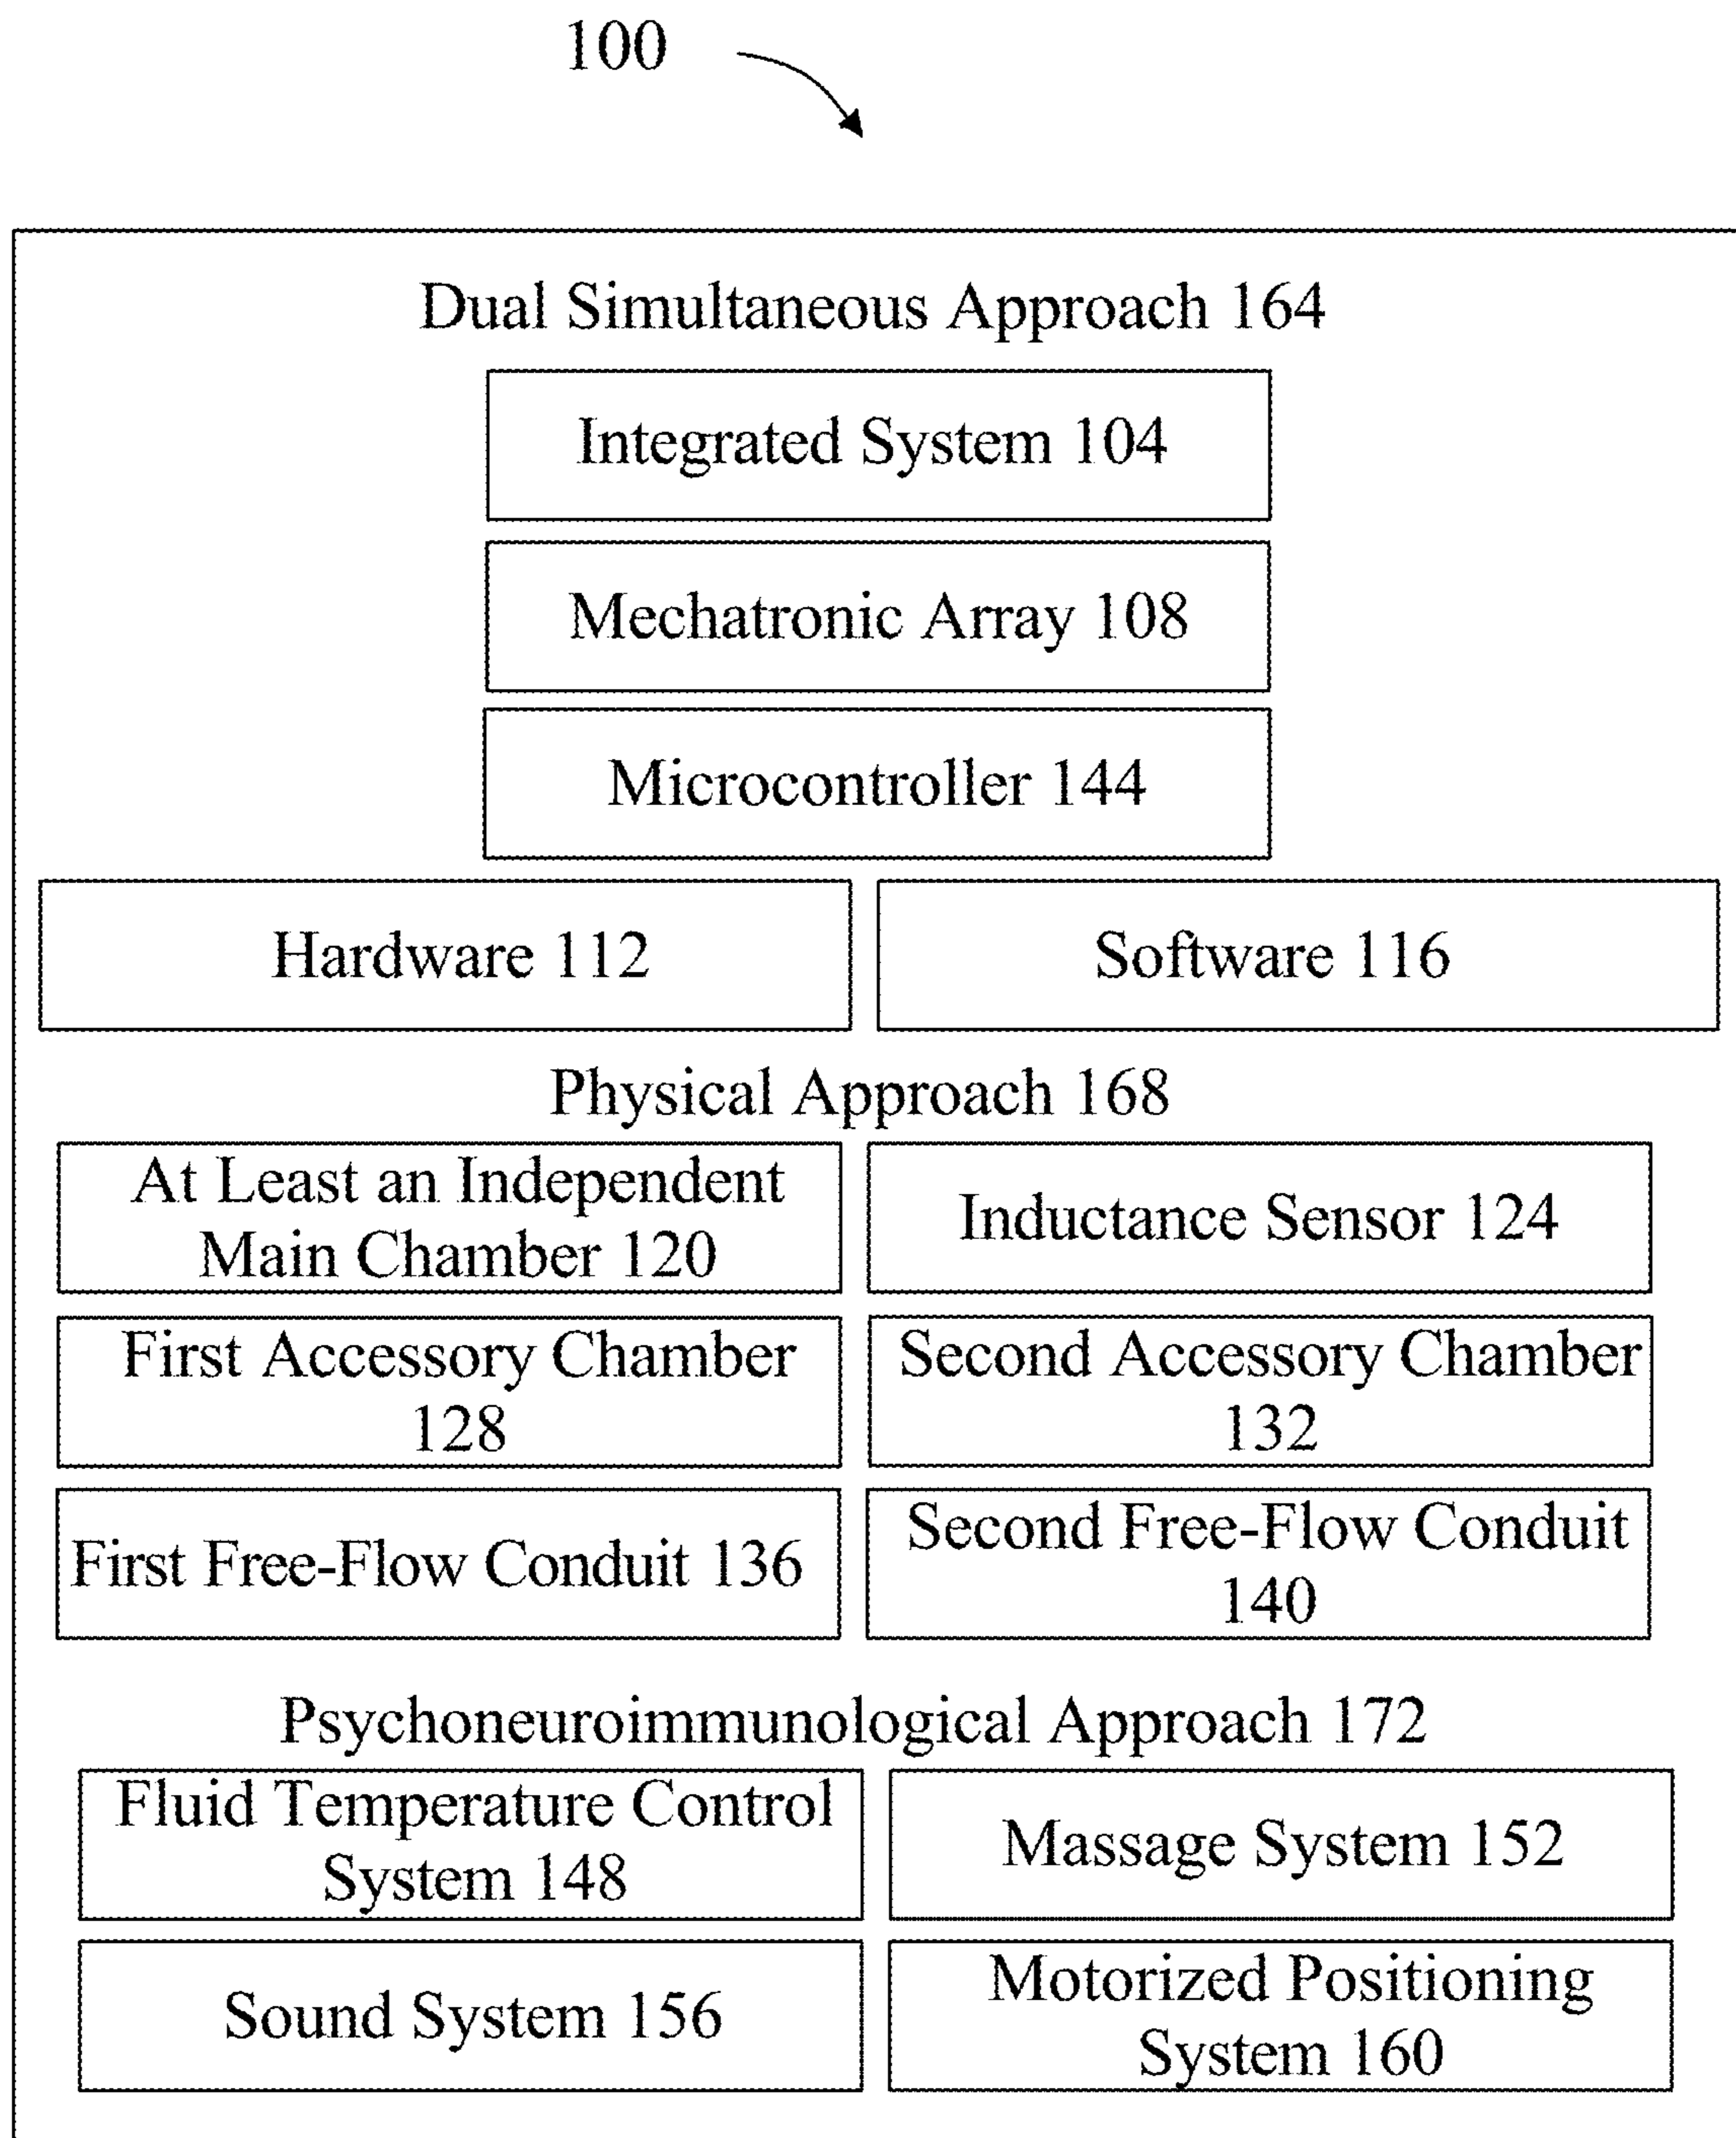 100
Dual Simultaneous Approach 164
Integrated System 104
Mechatronic Array 108
Microcontroller 144
Hardware 112
Software 116
Physical Approach 168
At Least an Independent
Main Chamber 120
Inductance Sensor 124
First Accessory Chamber
128
Second Accessory Chamber
132
First Free-Flow Conduit 136
Second Free-Flow Conduit
140
Psychoneuroimmunological Approach 172
Fluid Temperature Control
System 148
Massage System 152
Sound System 156
Motorized Positioning
System 160